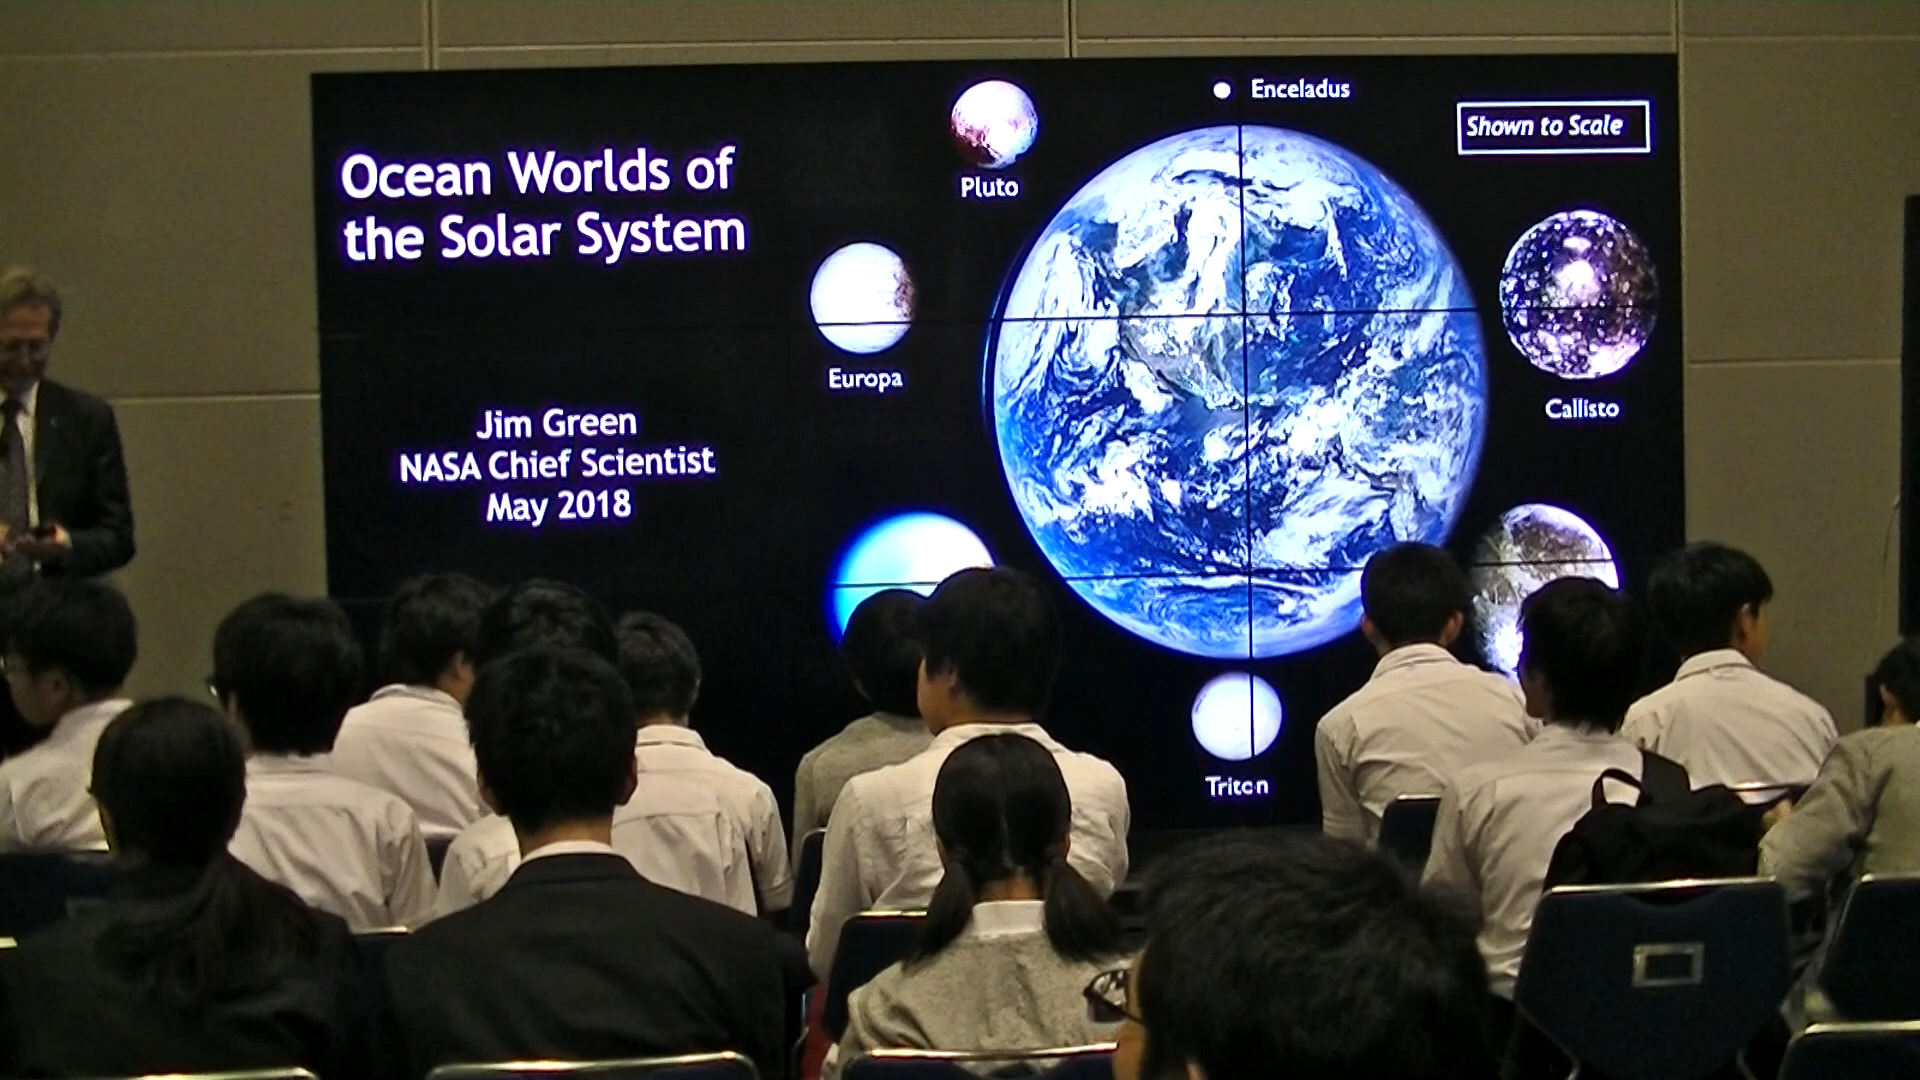 Ocean Worlds of
the Solar System
Jim Green
NASA Chief Scientist
May 2018
Pluto
Enceladus
Shown to Scale
Europa
Callisto
Triton